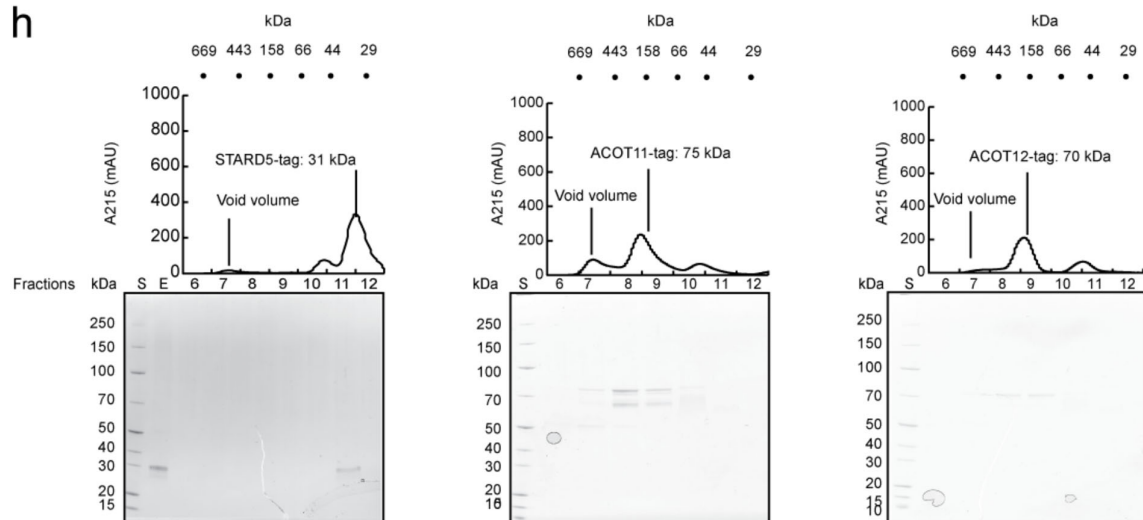 h
kDa
669 443 158 66 44 29
1000
800
600
400
200
0
A215 (mAU)
STARD5-tag: 31 kDa
Void volume
Fractions kDa S E 6 7 8 9 10 11 12
250
150
100
70
50
40
30
20
15
kDa
669 443 158 66 44 29
1000
800
600
400
200
0
A215 (mAU)
ACOT11-tag: 75 kDa
Void volume
kDa S 6 7 8 9 10 11 12
250
150
100
70
50
40
30
20
15
kDa
669 443 158 66 44 29
1000
800
600
400
200
0
A215 (mAU)
ACOT12-tag: 70 kDa
Void volume
kDa S 6 7 8 9 10 11 12
250
150
100
70
50
40
30
20
15
10